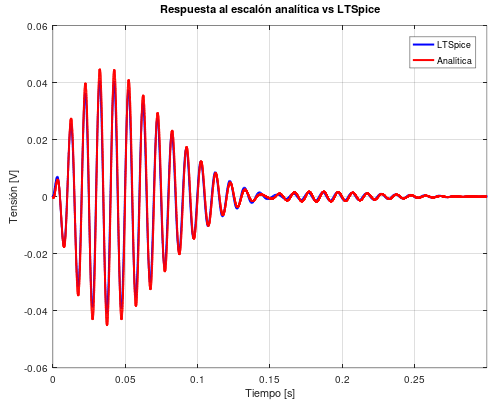 Respuesta al escalón analítica vs LTSpice
0.06
LTSpice
Analítica
0.04
0.02
0
-0.02
-0.04
-0.06
0
0.05
0.1
0.15
0.2
0.25
Tensión [V]
Tiempo [s]